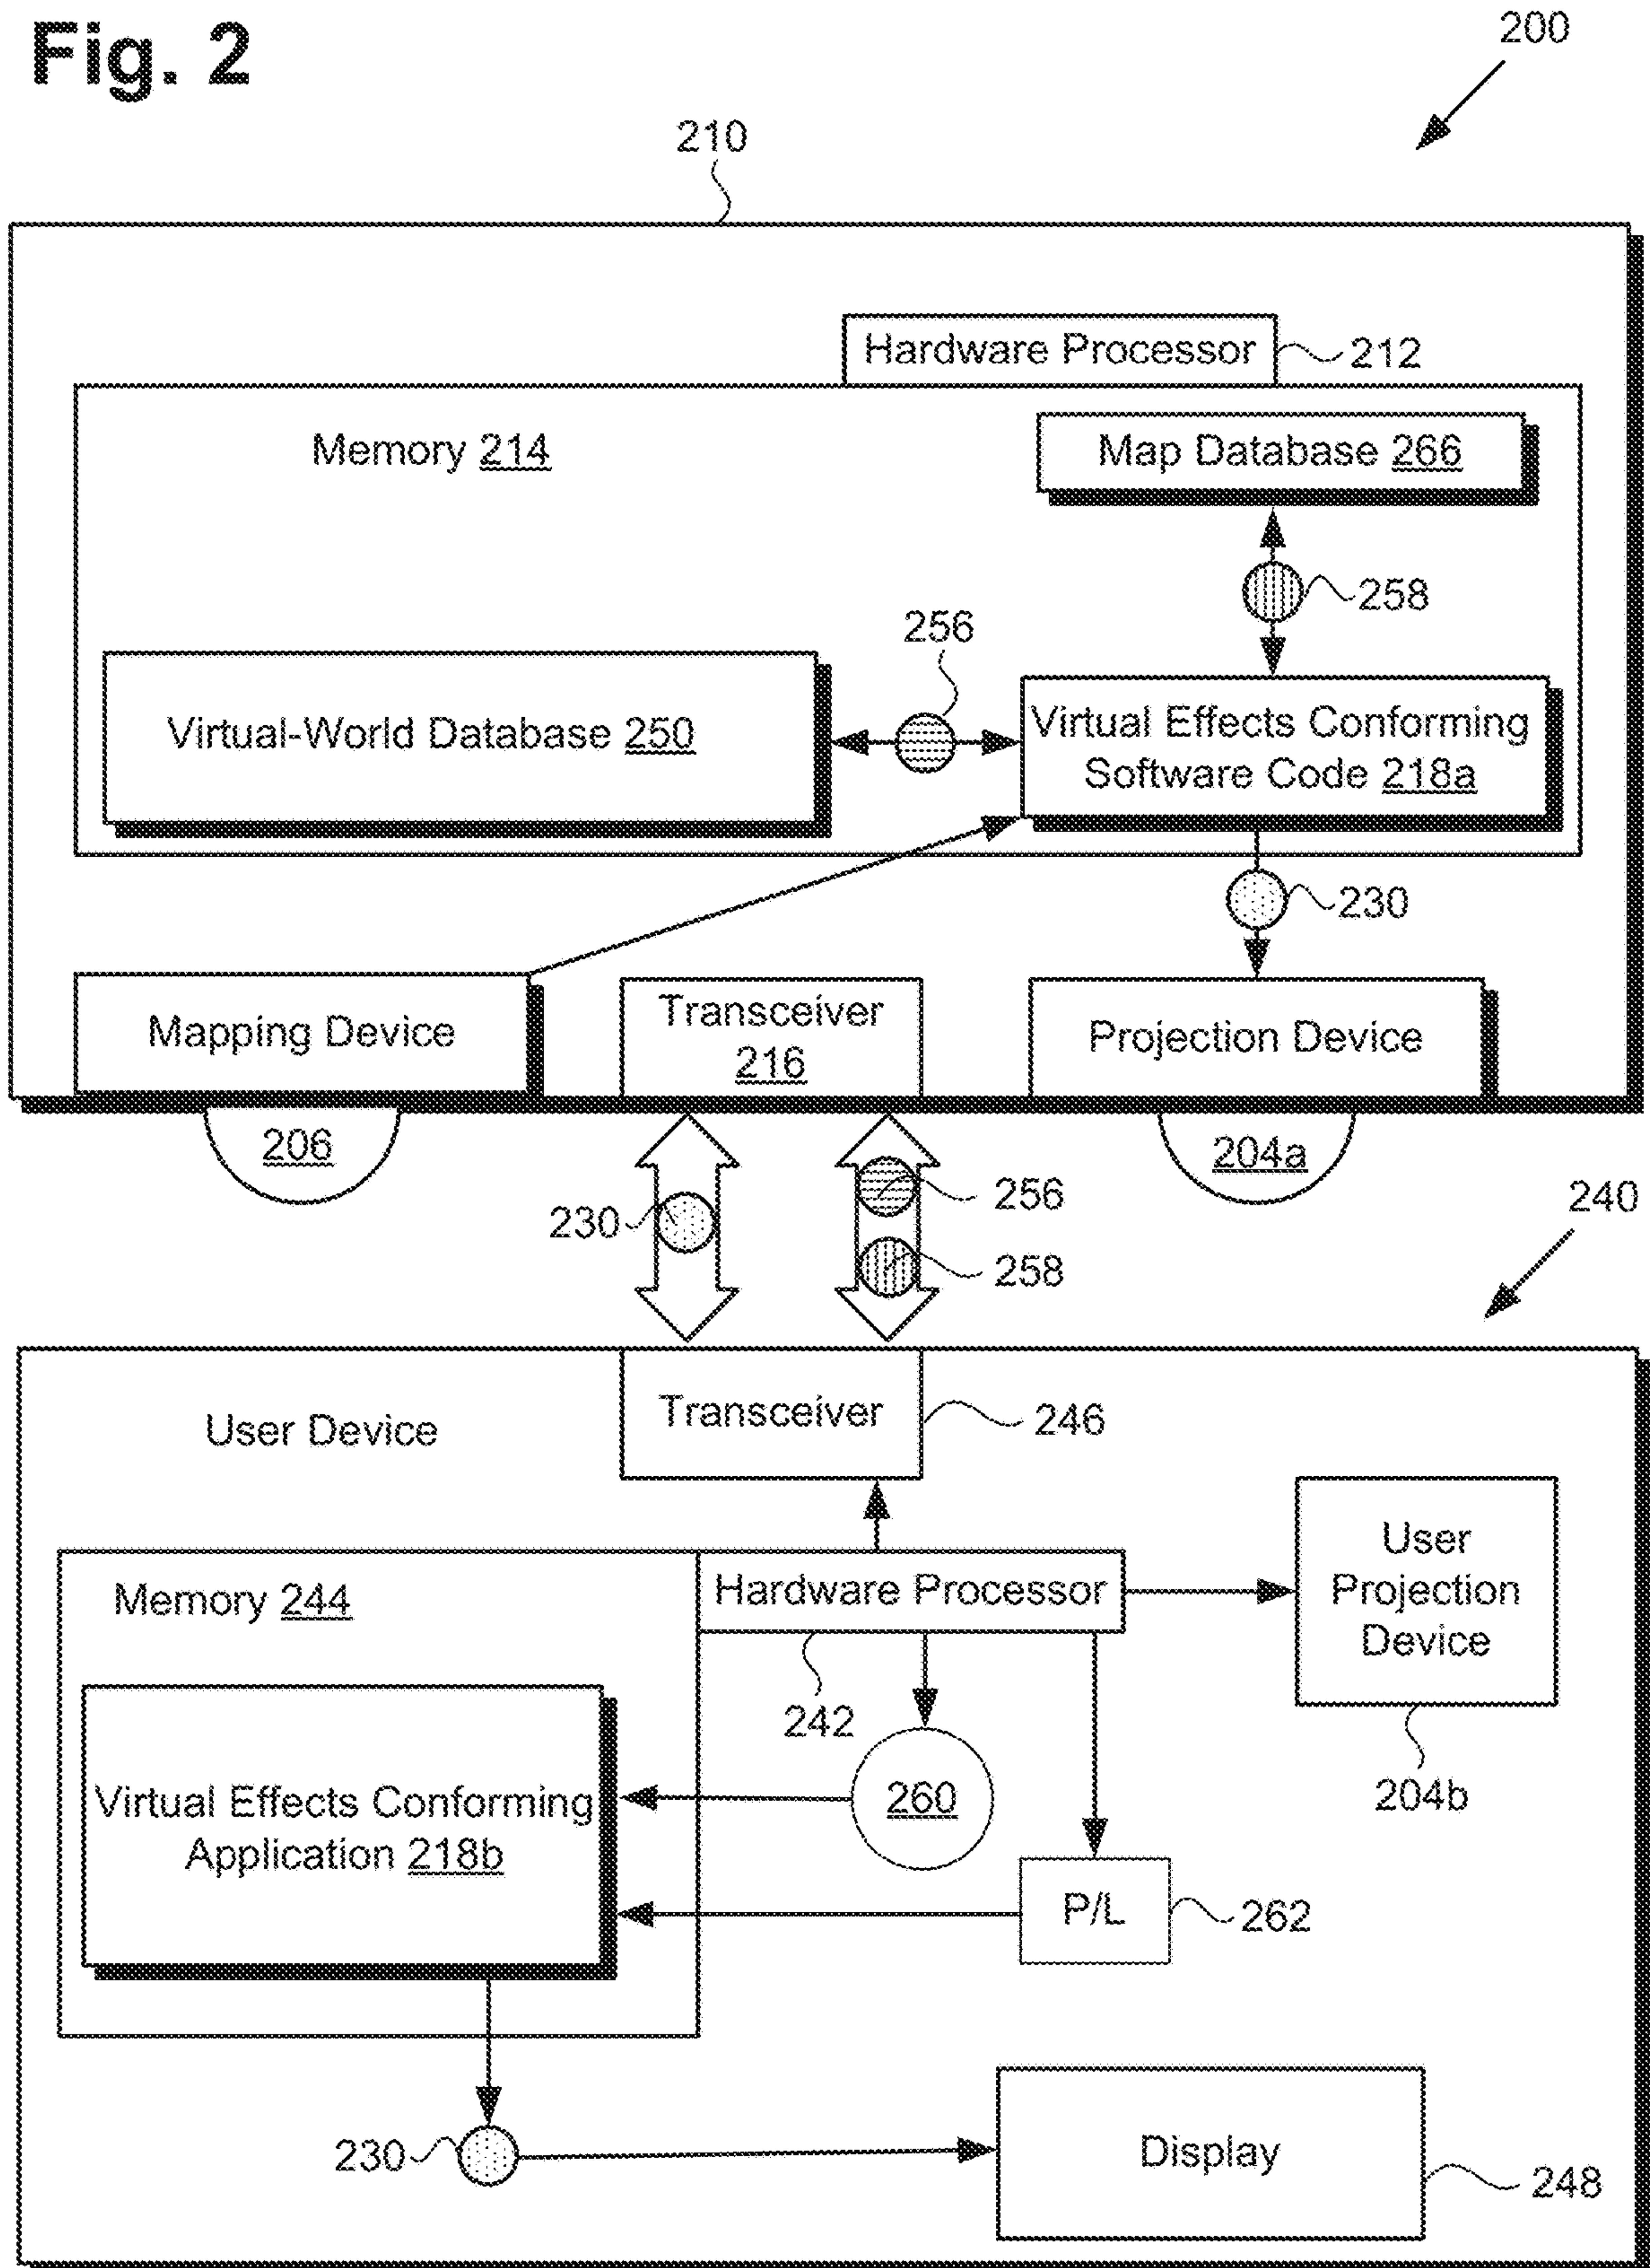 Fig. 2
200
210
Hardware Processor
212
Memory 214
Map Database 266
258
256
Virtual-World Database 250
Virtual Effects Conforming
Software Code 218a
230
Mapping Device
Transceiver
216
Projection Device
206
204a
230
256
258
240
User Device
Transceiver
246
Memory 244
Hardware Processor
User
Projection
Device
242
204b
Virtual Effects Conforming
Application 218b
260
P/L
262
230
Display
248